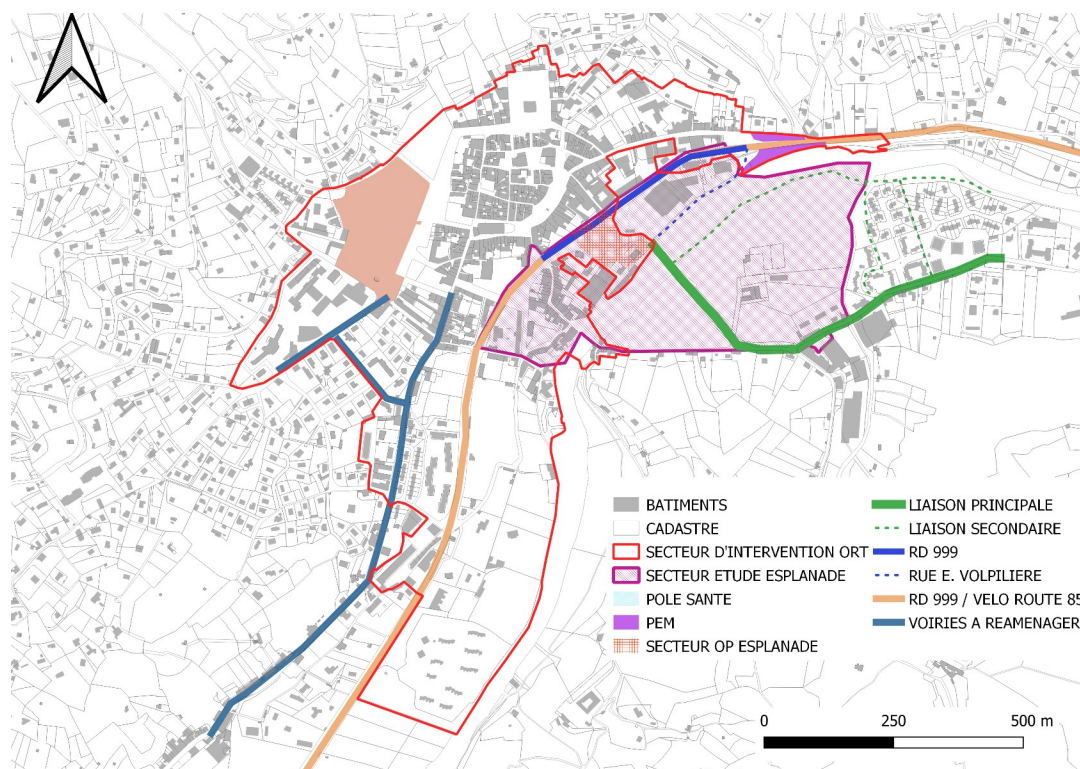 BATIMENTS
CADASTRE
SECTEUR D'INTERVENTION ORT
SECTEUR ETUDE ESPLANADE
POLE SANTE
PEM
SECTEUR OP ESPLANADE
LIAISON PRINCIPALE
LIAISON SECONDAIRE
RD 999
RUE E. VOLPILIERE
RD 999 / VELO ROUTE 85
VOIRIES A REAMENAGER
0 250 500 m